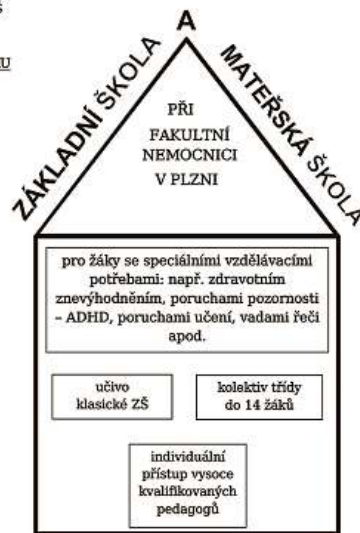 A
ZÁKLADNÍ ŠKOLA
MATEŘSKÁ ŠKOLA
PŘI
FAKULTNÍ
NEMOCNICI
V PLZNI
pro žáky se speciálními vzdělávacími
potřebami: např. zdravotním
znevýhodněním, poruchami pozornosti
– ADHD, poruchami učení, vadami řeči
apod.
učivo
klasické ZŠ
kolektiv třídy
do 14 žáků
individuální
přístup vysoce
kvalifikovaných
pedagogů